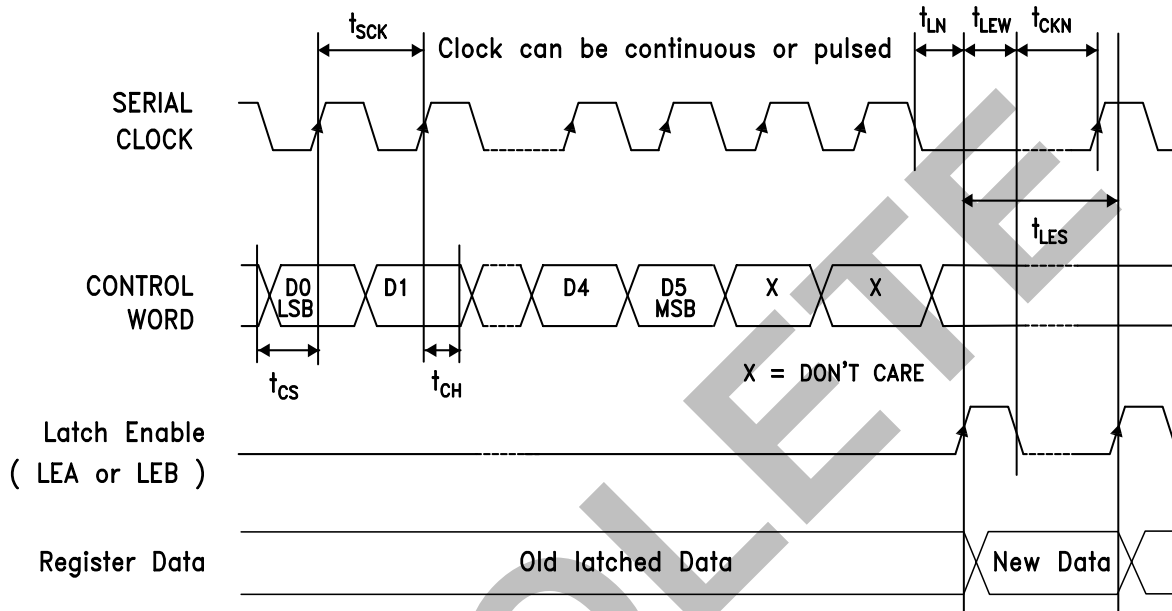 tSCK
Clock can be continuous or pulsed
tLN
tLEW
tCKN
SERIAL
CLOCK
tLES
CONTROL
WORD
D0
LSB
D1
D4
D5
MSB
X
X
tCS
tCH
X = DON'T CARE
Latch Enable
( LEA or LEB )
Register Data
Old latched Data
New Data
OLETE